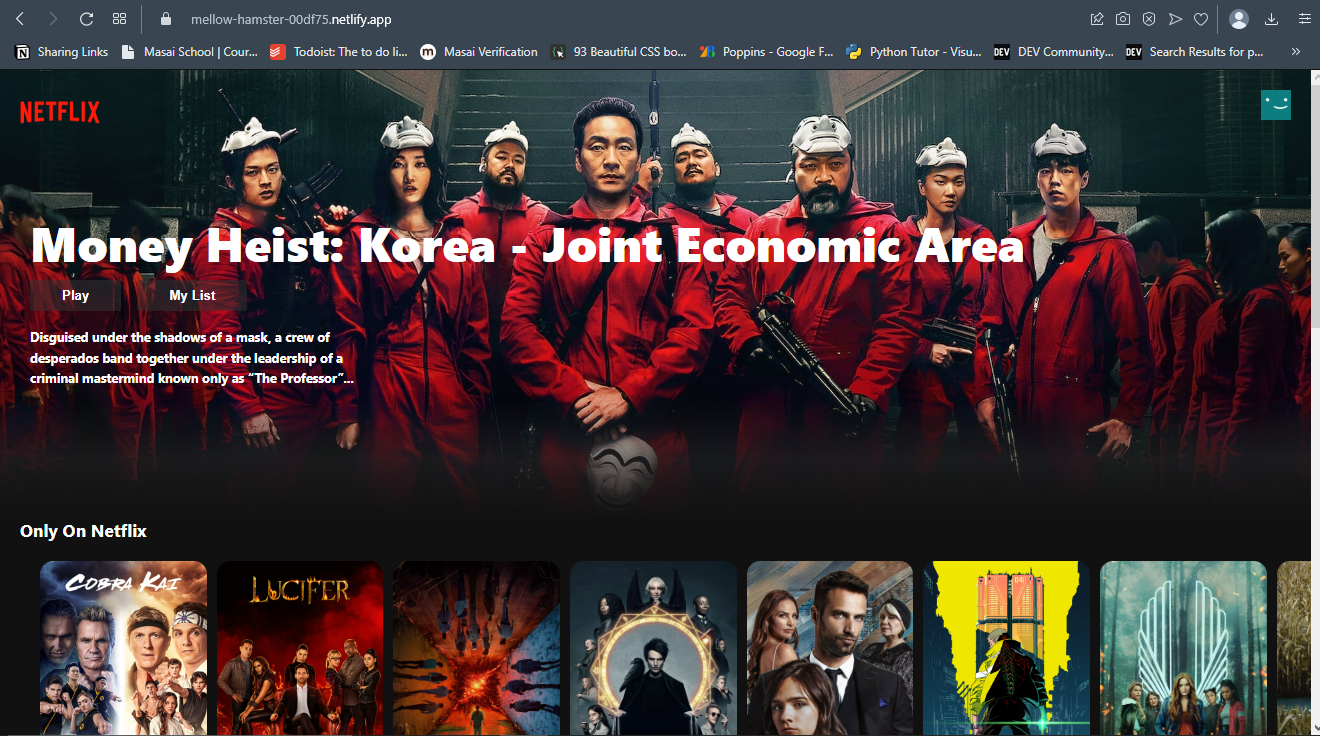 mellow-hamster-00df75.netlify.app
Sharing Links
Masai School | Cour...
Todoist: The to do li...
Masai Verification
93 Beautiful CSS bo...
Poppins - Google F...
Python Tutor - Visu...
DEV
DEV Community...
DEV
Search Results for p...
»
NETFLIX
Money Heist: Korea - Joint Economic Area
Play
My List
Disguised under the shadows of a mask, a crew of
desperados band together under the leadership of a
criminal mastermind known only as “The Professor”...
Only On Netflix
COBRA KAI
LUCIFER